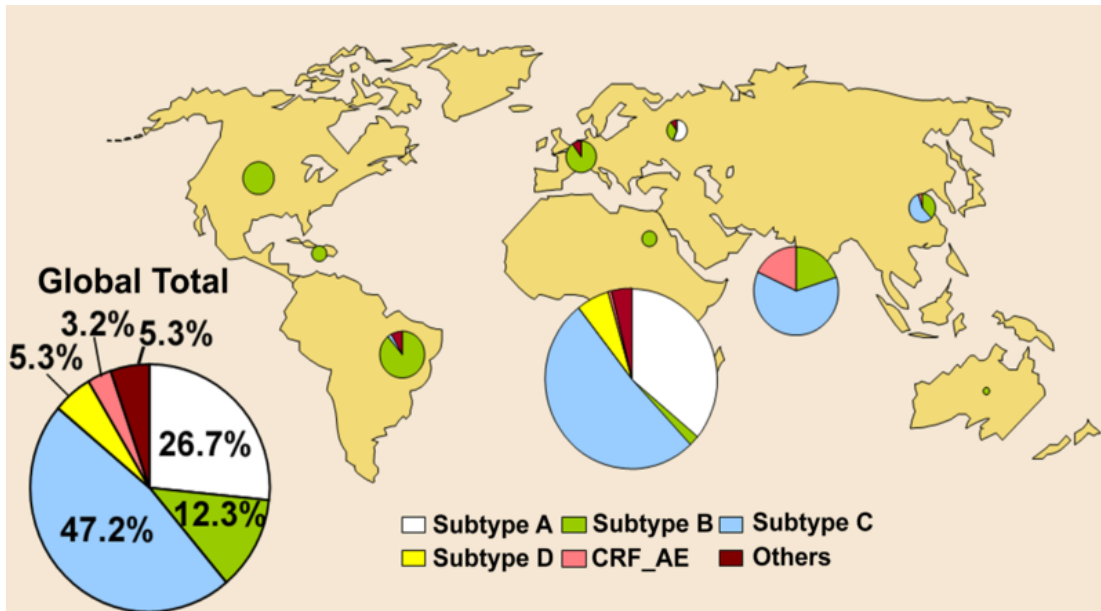 Global Total
3.2%
5.3%
5.3%
26.7%
12.3%
47.2%
Subtype A Subtype B Subtype C
Subtype D CRF_AE Others